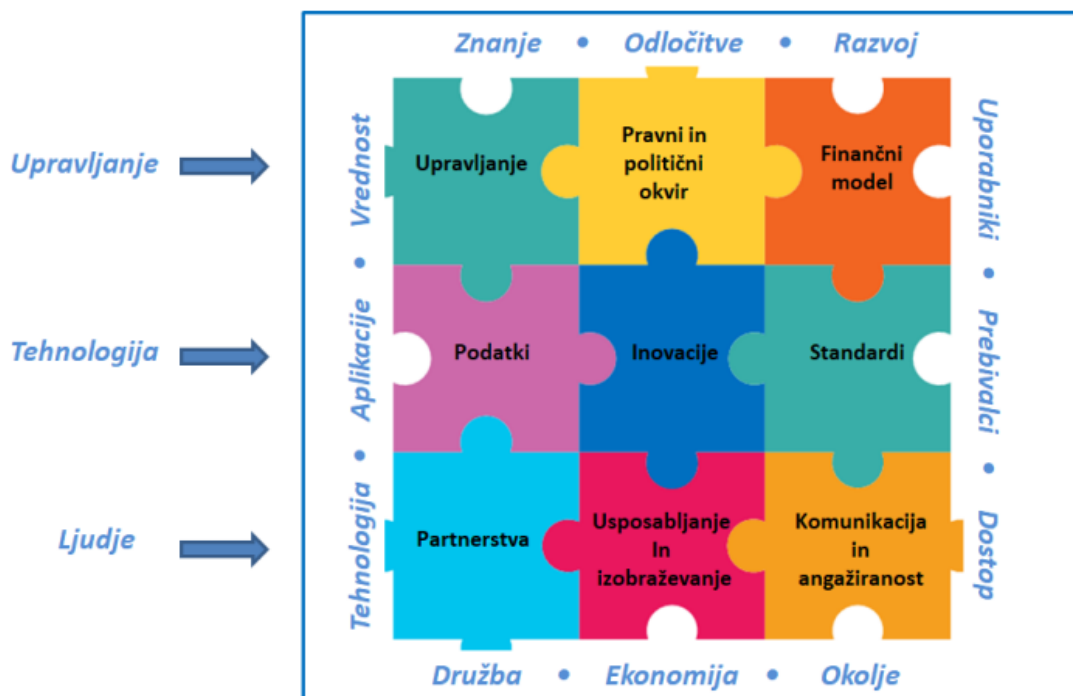 Znanje • Odločitve • Razvoj
Upravljanje
Tehnologija
Ljudje
Tehnologija • Aplikacije • Vrednost
Upravljanje
Pravni in
politični
okvir
Finančni
model
Podatki
Inovacije
Standardi
Partnerstva
Usposabljanje
In
izobraževanje
Komunikacija
in
angažiranost
Uporabniki • Prebivalci • Dostop
Družba • Ekonomija • Okolje